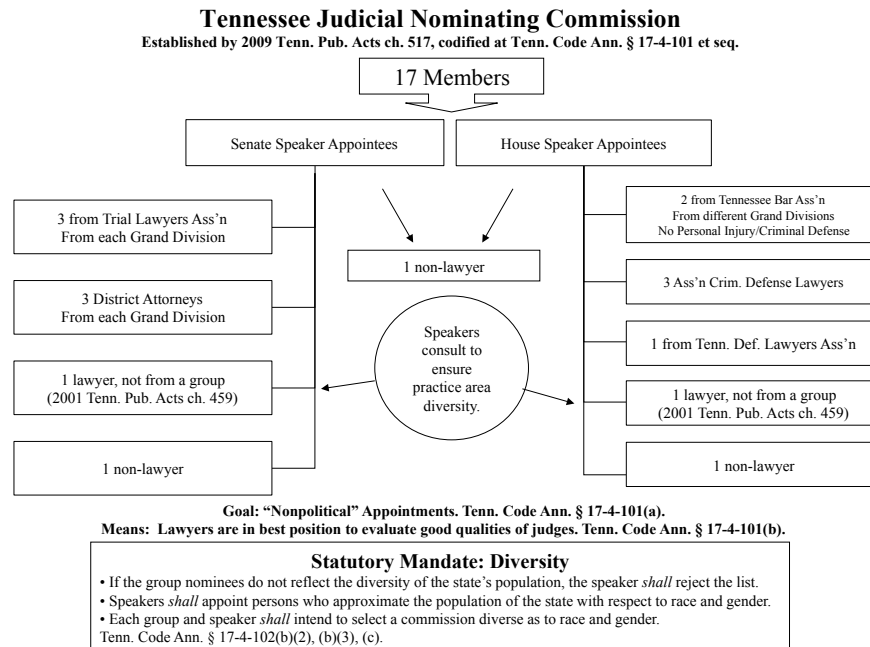 Tennessee Judicial Nominating Commission
Established by 2009 Tenn. Pub. Acts ch. 517, codified at Tenn. Code Ann. § 17-4-101 et seq.
17 Members
Senate Speaker Appointees
House Speaker Appointees
3 from Trial Lawyers Ass’n
From each Grand Division
3 District Attorneys
From each Grand Division
1 lawyer, not from a group
(2001 Tenn. Pub. Acts ch. 459)
1 non-lawyer
1 non-lawyer
Speakers
consult to
ensure
practice area
diversity.
2 from Tennessee Bar Ass’n
From different Grand Divisions
No Personal Injury/Criminal Defense
3 Ass’n Crim. Defense Lawyers
1 from Tenn. Def. Lawyers Ass’n
1 lawyer, not from a group
(2001 Tenn. Pub. Acts ch. 459)
1 non-lawyer
Goal: “Nonpolitical” Appointments. Tenn. Code Ann. § 17-4-101(a).
Means: Lawyers are in best position to evaluate good qualities of judges. Tenn. Code Ann. § 17-4-101(b).
Statutory Mandate: Diversity
• If the group nominees do not reflect the diversity of the state’s population, the speaker shall reject the list.
• Speakers shall appoint persons who approximate the population of the state with respect to race and gender.
• Each group and speaker shall intend to select a commission diverse as to race and gender.
Tenn. Code Ann. § 17-4-102(b)(2), (b)(3), (c).